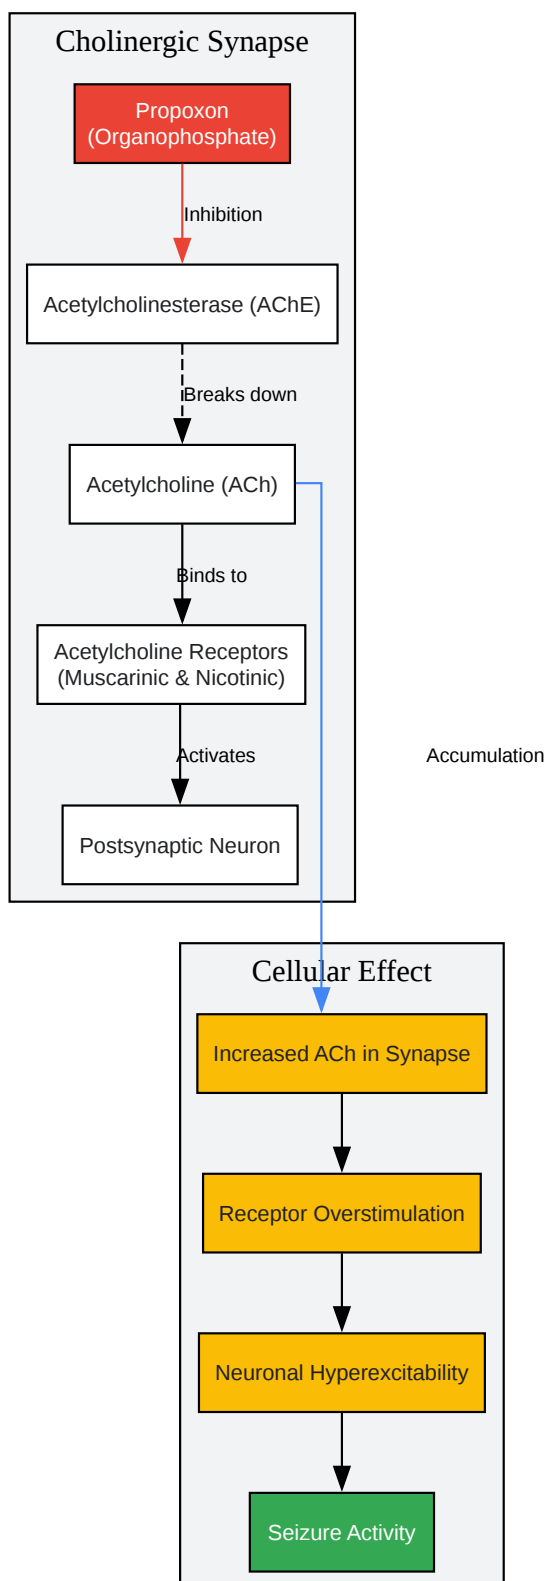 Cholinergic Synapse
Propoxon
(Organophosphate)
Inhibition
Acetylcholinesterase (AChE)
Breaks down
Acetylcholine (ACh)
Binds to
Acetylcholine Receptors
(Muscarinic & Nicotinic)
Activates
Accumulation
Postsynaptic Neuron
Cellular Effect
Increased ACh in Synapse
Receptor Overstimulation
Neuronal Hyperexcitability
Seizure Activity